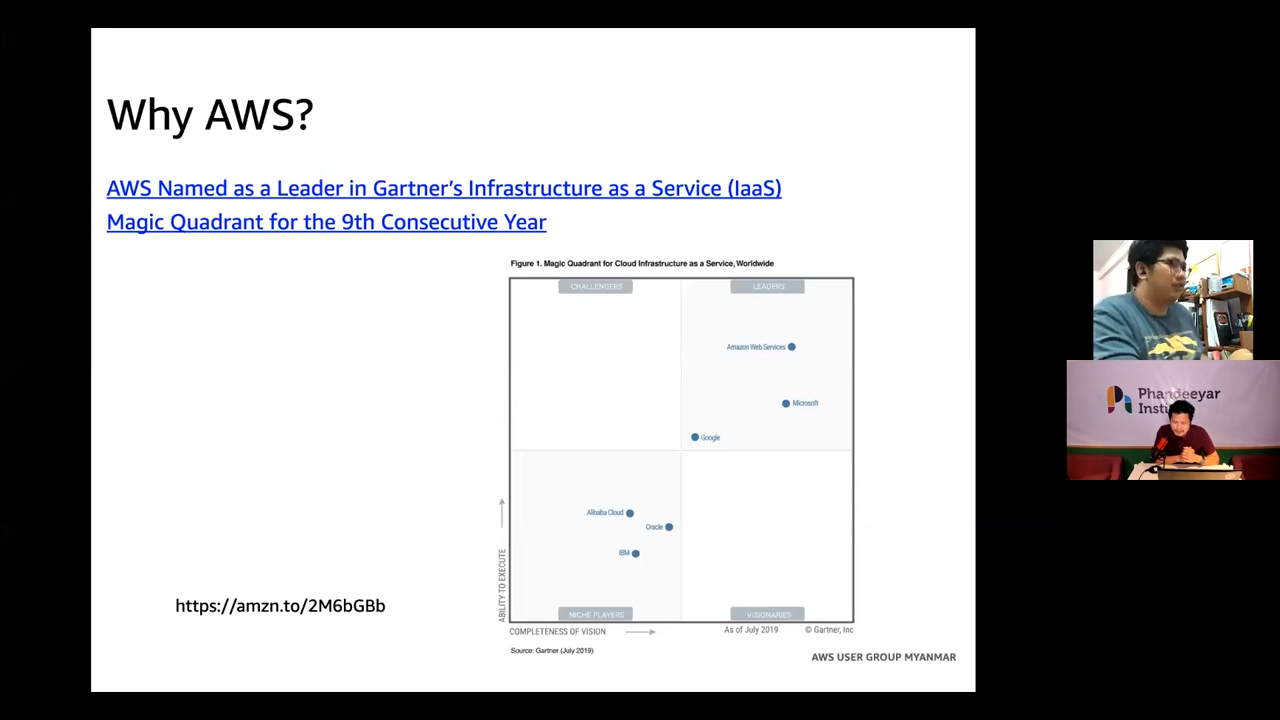 Why AWS?
AWS Named as a Leader in Gartner's Infrastructure as a Service (IaaS)
Magic Quadrant for the 9th Consecutive Year
Figure 1. Magic Quadrant for Cloud Infrastructure as a Service, Worldwide
CHALLENGERS
LEADERS
Amazon Web Services
Microsoft
Google
Alibaba Cloud
Oracle
IBM
ABILITY TO EXECUTE
NICHE PLAYERS
VISIONARIES
COMPLETENESS OF VISION
As of July 2019
© Gartner, Inc
Source: Gartner (July 2019)
https://amzn.to/2M6bGBb
AWS USER GROUP MYANMAR
Phandeeyar